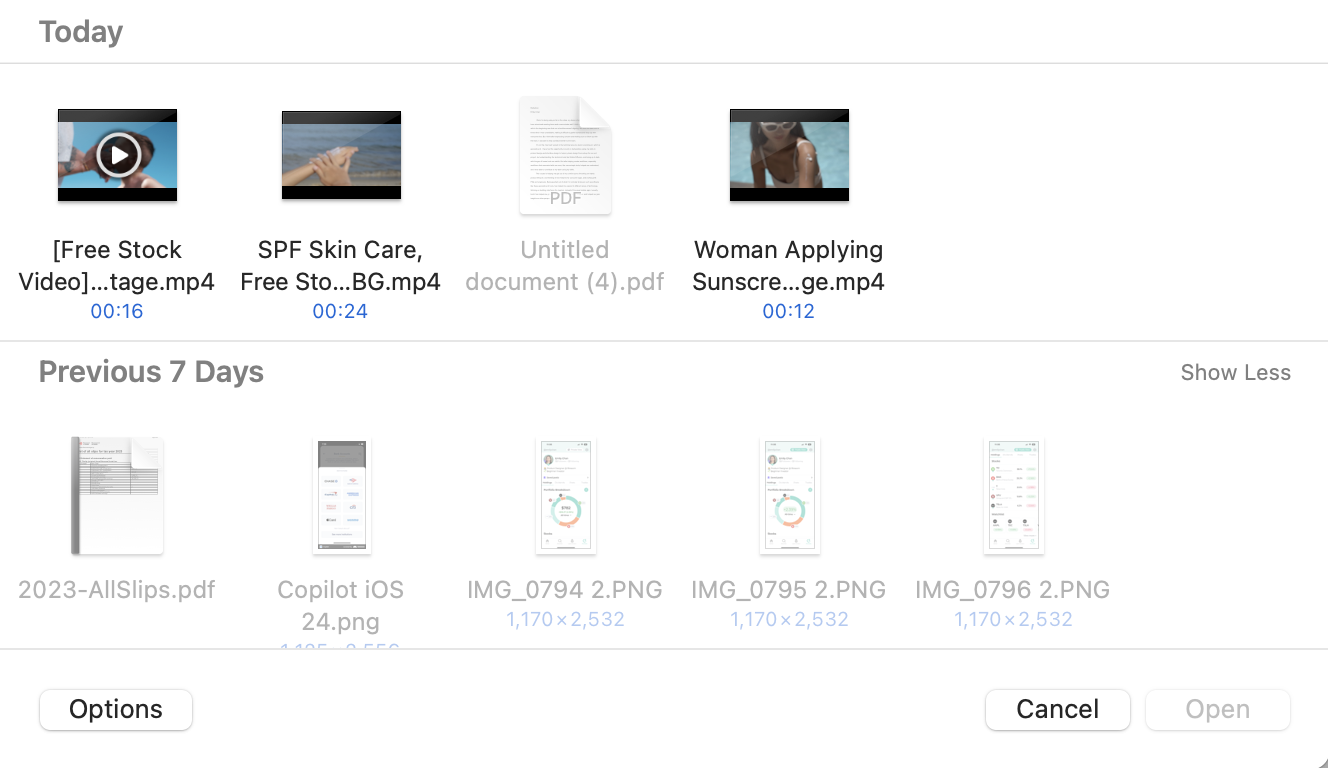 Today
[Free Stock
Video]...tage.mp4
00:16
SPF Skin Care,
Free Sto...BG.mp4
00:24
PDF
Untitled
document (4).pdf
Woman Applying
Sunscre...ge.mp4
00:12
Previous 7 Days
Show Less
2023-AllSlips.pdf
Copilot iOS
24.png
IMG_0794 2.PNG
1,170×2,532
IMG_0795 2.PNG
1,170×2,532
IMG_0796 2.PNG
1,170×2,532
Options
Cancel
Open